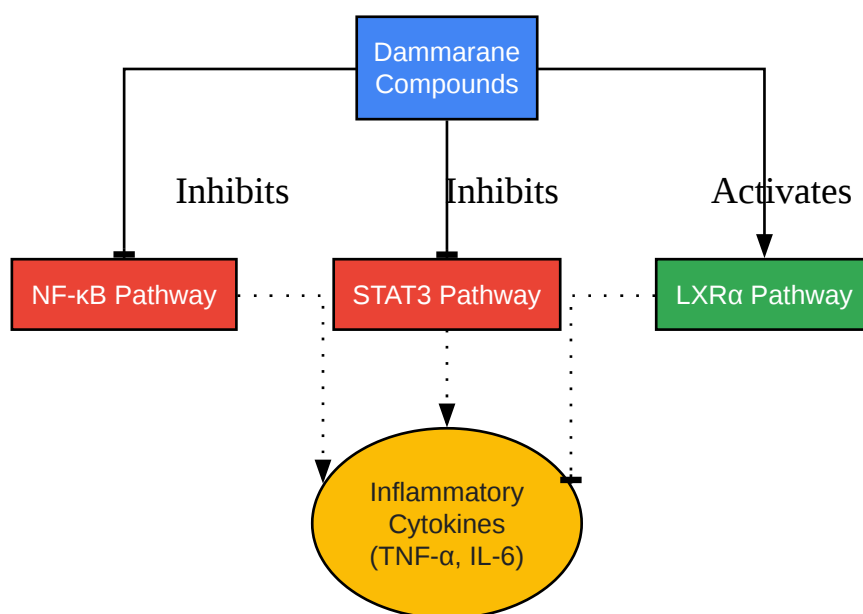 Dammarane
Compounds
Inhibits
Inhibits
Activates
NF-κB Pathway
STAT3 Pathway
LXRα Pathway
Inflammatory
Cytokines
(TNF-α, IL-6)